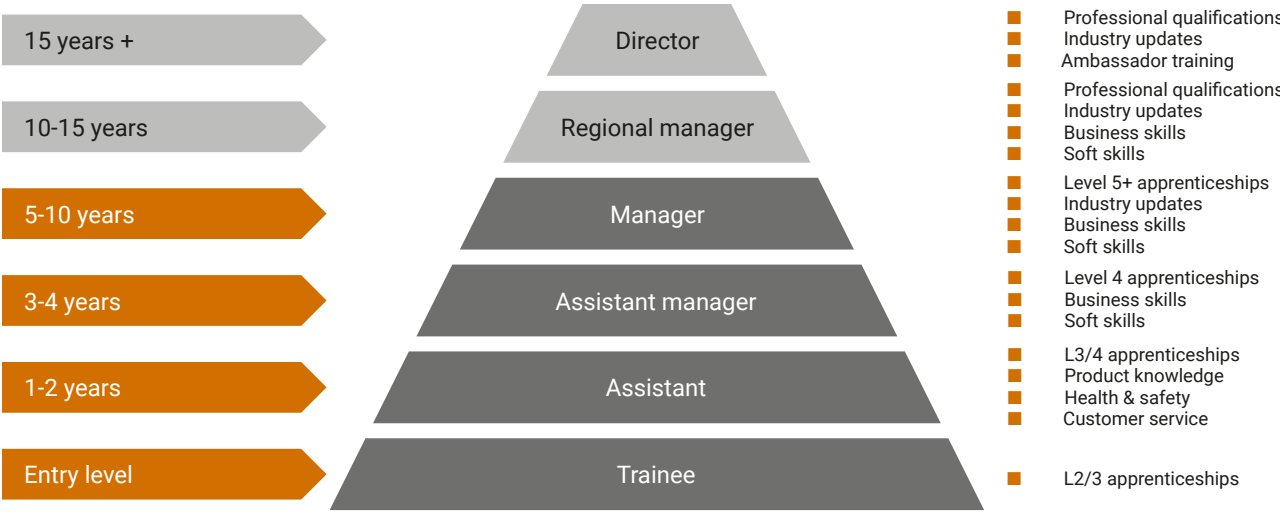 15 years +
Director
Professional qualifications
Industry updates
Ambassador training
10-15 years
Regional manager
Professional qualifications
Industry updates
Business skills
Soft skills
5-10 years
Manager
Level 5+ apprenticeships
Industry updates
Business skills
Soft skills
3-4 years
Assistant manager
Level 4 apprenticeships
Business skills
Soft skills
1-2 years
Assistant
L3/4 apprenticeships
Product knowledge
Health & safety
Customer service
Entry level
Trainee
L2/3 apprenticeships